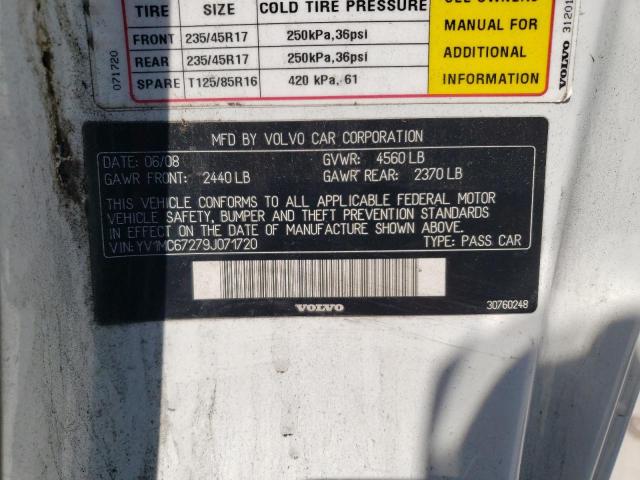 TIRE SIZE COLD TIRE PRESSURE
FRONT 235/45R17 250kPa,36psi
REAR 235/45R17 250kPa,36psi
SPARE T125/85R16 420 kPa, 61
SEE OWNERS
MANUAL FOR
ADDITIONAL
INFORMATION
071720
VOLVO 31201
MFD BY VOLVO CAR CORPORATION
DATE: 06/08 GVWR: 4560 LB
GAWR FRONT: 2440 LB GAWR REAR: 2370 LB
THIS VEHICLE CONFORMS TO ALL APPLICABLE FEDERAL MOTOR
VEHICLE SAFETY, BUMPER AND THEFT PREVENTION STANDARDS
IN EFFECT ON THE DATE OF MANUFACTURE SHOWN ABOVE.
VIN: YV1MC67279J071720 TYPE: PASS CAR
VOLVO 30760248